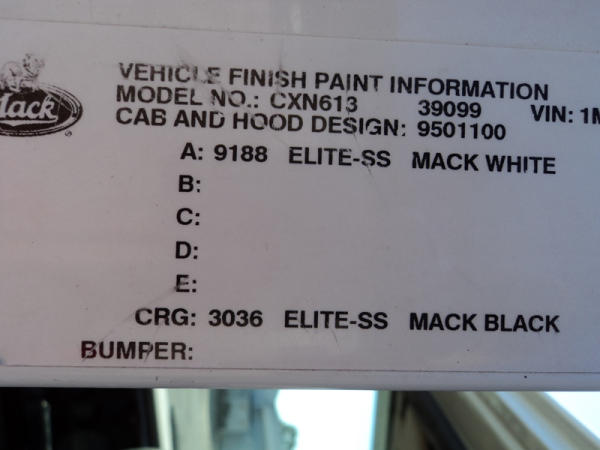 Mack
VEHICLE FINISH PAINT INFORMATION
MODEL NO.: CXN613 39099 VIN: 1M
CAB AND HOOD DESIGN: 9501100
A: 9188 ELITE-SS MACK WHITE
B:
C:
D:
E:
CRG: 3036 ELITE-SS MACK BLACK
BUMPER: